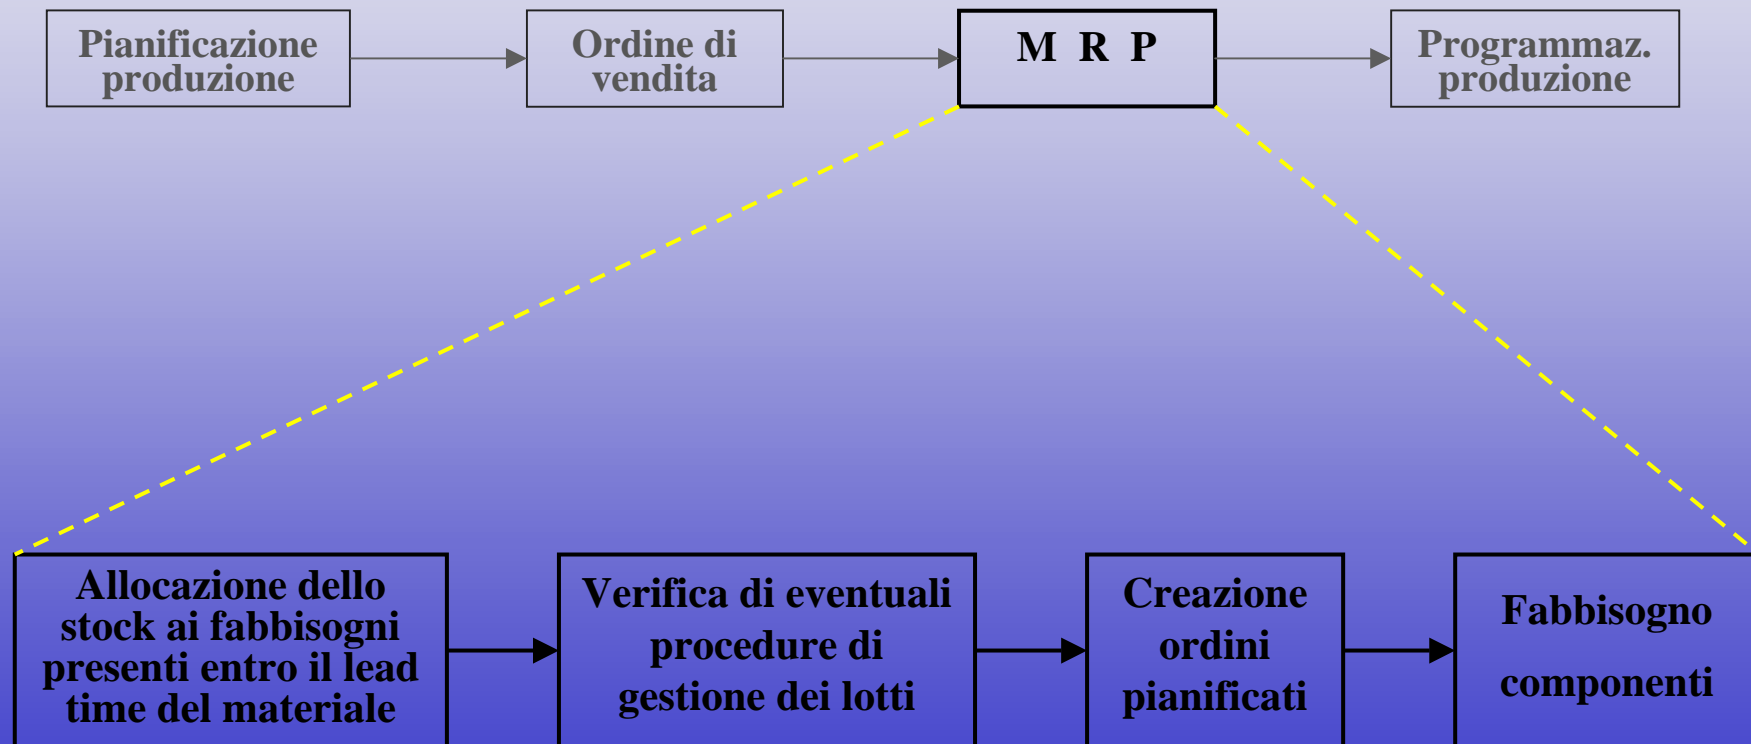 Pianificazione
produzione
Ordine di
vendita
M R P
Programmaz.
produzione
Allocazione dello
stock ai fabbisogni
presenti entro il lead
time del materiale
Verifica di eventuali
procedure di
gestione dei lotti
Creazione
ordini
pianificati
Fabbisogno
componenti